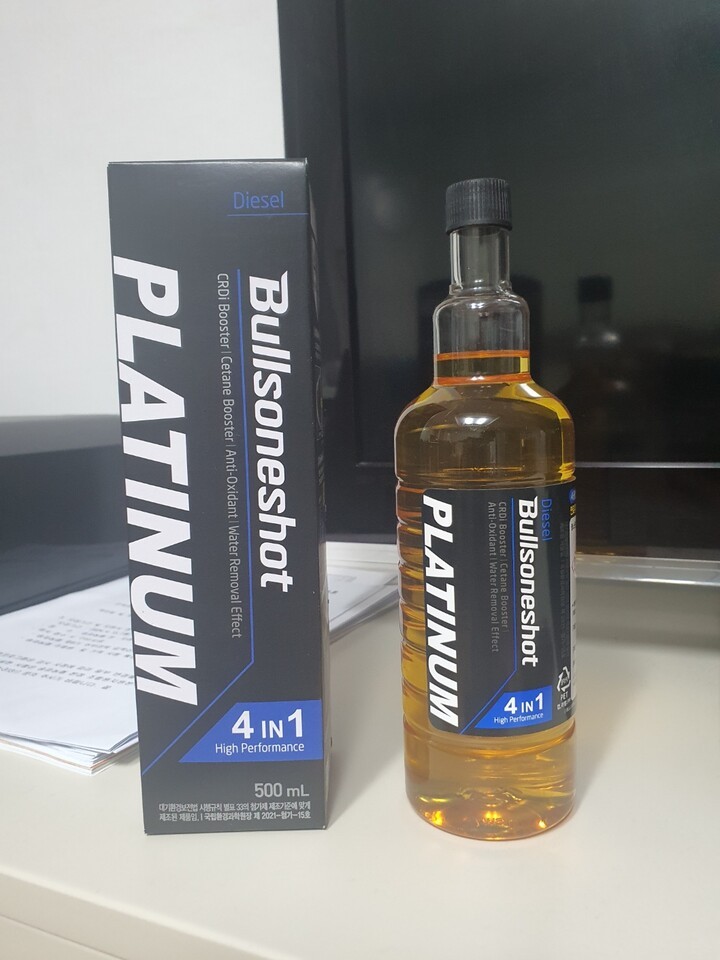 Diesel
Bullsoneshot
CRDi Booster | Cetane Booster | Anti-Oxidant | Water Removal Effect
PLATINUM
4 IN 1
High Performance
500 mL
대기환경보전법 시행규칙 별표 33의 첨가제 제조기준에 맞게
제조된 제품임. | 국립환경과학원장 제 2021-첨가-15호
Diesel
Bullsoneshot
CRDi Booster | Cetane Booster |
Anti-Oxidant | Water Removal Effect
PLATINUM
4 IN 1
High Performance
PET